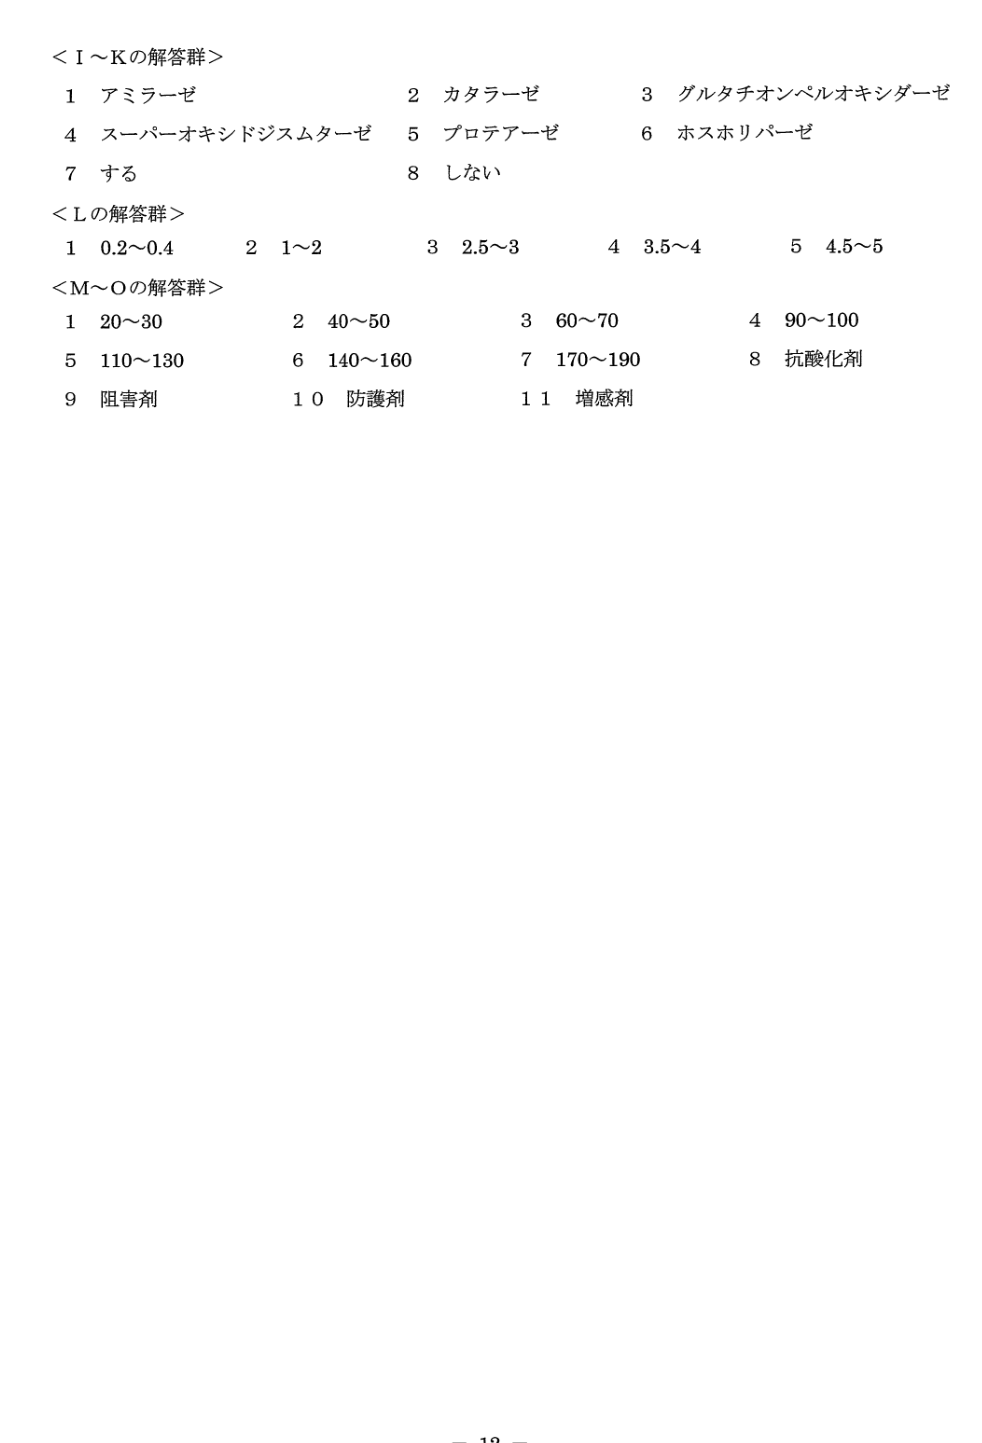 ＜Ｉ～Ｋの解答群＞
１ アミラーゼ ２ カタラーゼ ３ グルタチオンペルオキシダーゼ
４ スーパーオキシドジスムターゼ ５ プロテアーゼ ６ ホスホリパーゼ
７ する ８ しない
＜Ｌの解答群＞
１ 0.2～0.4 ２ 1～2 ３ 2.5～3 ４ 3.5～4 ５ 4.5～5
＜Ｍ～Ｏの解答群＞
１ 20～30 ２ 40～50 ３ 60～70 ４ 90～100
５ 110～130 ６ 140～160 ７ 170～190 ８ 抗酸化剤
９ 阻害剤 １０ 防護剤 １１ 増感剤